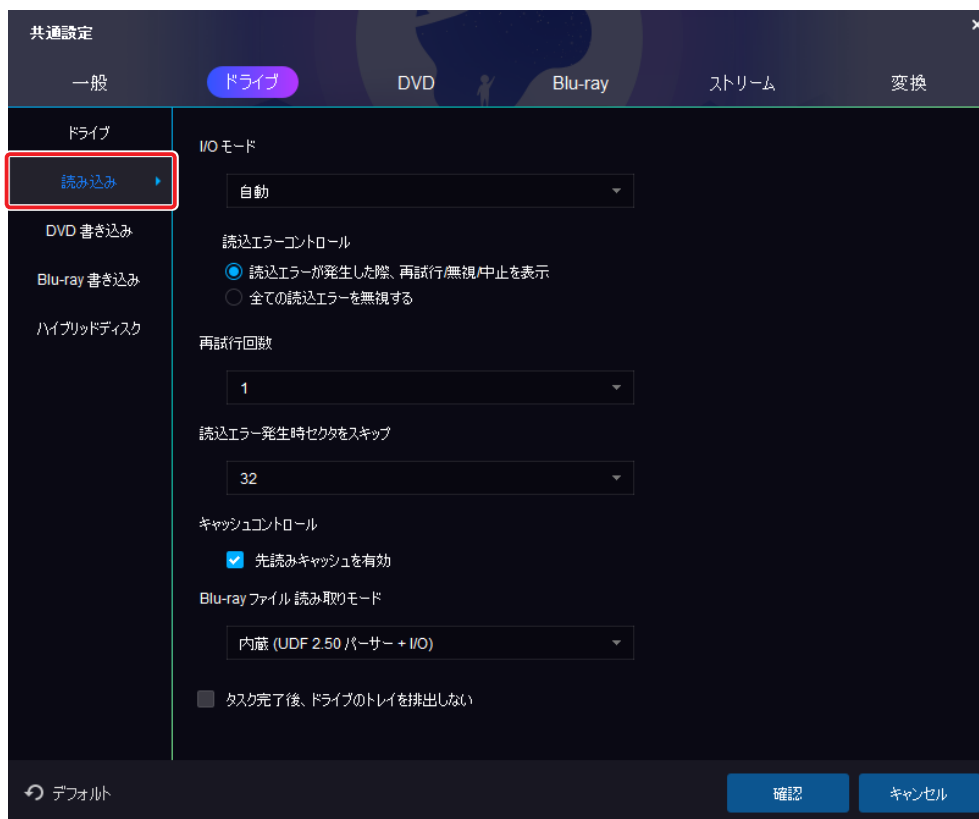 共通設定
一般 ドライブ DVD Blu-ray ストリーム 変換
ドライブ
読み込み
DVD 書き込み
Blu-ray 書き込み
ハイブリッドディスク
I/O モード
自動
読込エラーコントロール
読込エラーが発生した際、再試行/無視/中止を表示
全ての読込エラーを無視する
再試行回数
1
読込エラー発生時セクタをスキップ
32
キャッシュコントロール
先読みキャッシュを有効
Blu-ray ファイル 読み取りモード
内蔵 (UDF 2.50 パーサー + I/O)
タスク完了後、ドライブのトレイを排出しない
デフォルト
確認 キャンセル